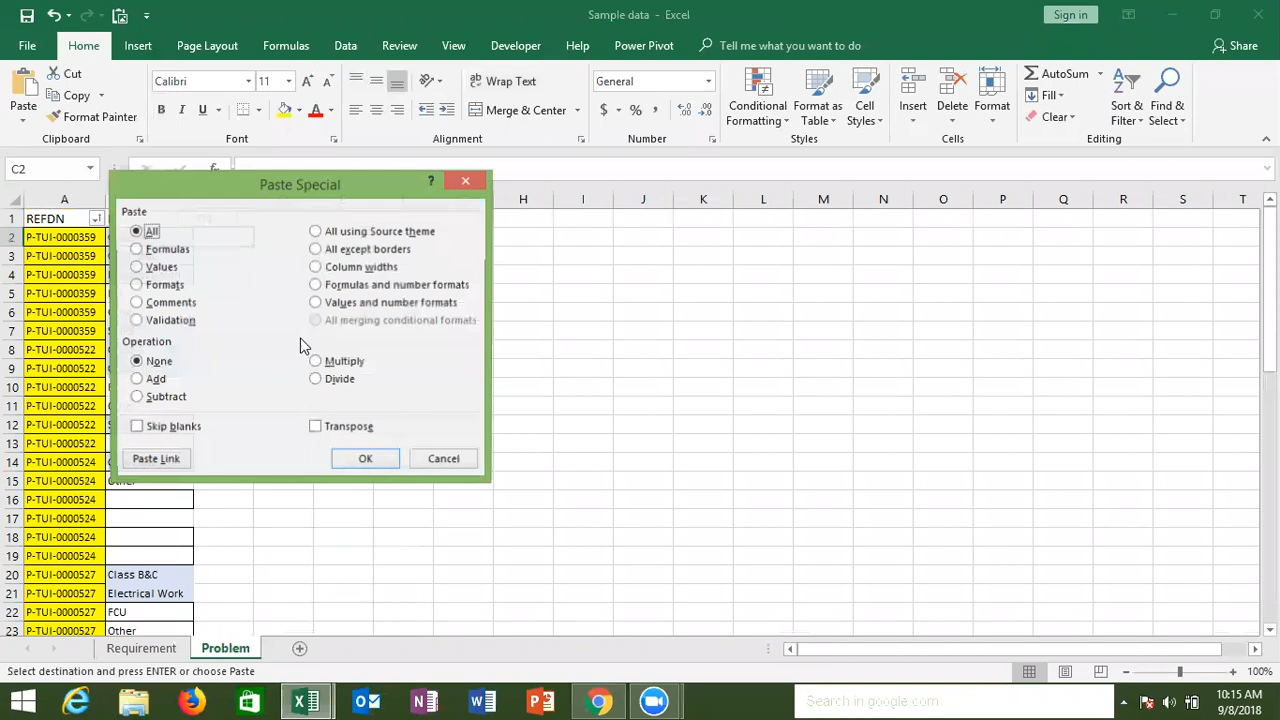 Sample data - Excel
Sign in
File Home Insert Page Layout Formulas Data Review View Developer Help Power Pivot Tell me what you want to do Share
Paste
Cut
Copy
Format Painter
Clipboard
Calibri 11
B I U
Font
Wrap Text
Merge & Center
Alignment
General
$ % ,
Number
Conditional Formatting
Format as Table
Cell Styles
Styles
Insert
Delete
Format
Cells
AutoSum
Fill
Clear
Sort & Filter
Find & Select
Editing
C2
A H I J K L M N O P Q R S T
1 REFDN
2 P-TUI-0000359
3 P-TUI-0000359
4 P-TUI-0000359
5 P-TUI-0000359
6 P-TUI-0000359
7 P-TUI-0000359
8 P-TUI-0000522
9 P-TUI-0000522
10 P-TUI-0000522
11 P-TUI-0000522
12 P-TUI-0000522
13 P-TUI-0000522
14 P-TUI-0000524
15 P-TUI-0000524 Other
16 P-TUI-0000524
17 P-TUI-0000524
18 P-TUI-0000524
19 P-TUI-0000524
20 P-TUI-0000527 Class B&C
21 P-TUI-0000527 Electrical Work
22 P-TUI-0000527 FCU
23 P-TUI-0000527 Other
Paste Special
?
Paste
All
All using Source theme
Formulas
All except borders
Values
Column widths
Formats
Formulas and number formats
Comments
Values and number formats
Validation
All merging conditional formats
Operation
None
Multiply
Add
Divide
Subtract
Skip blanks
Transpose
Paste Link
OK
Cancel
Requirement
Problem
Select destination and press ENTER or choose Paste
100%
Search in google.com
10:15 AM
9/8/2018